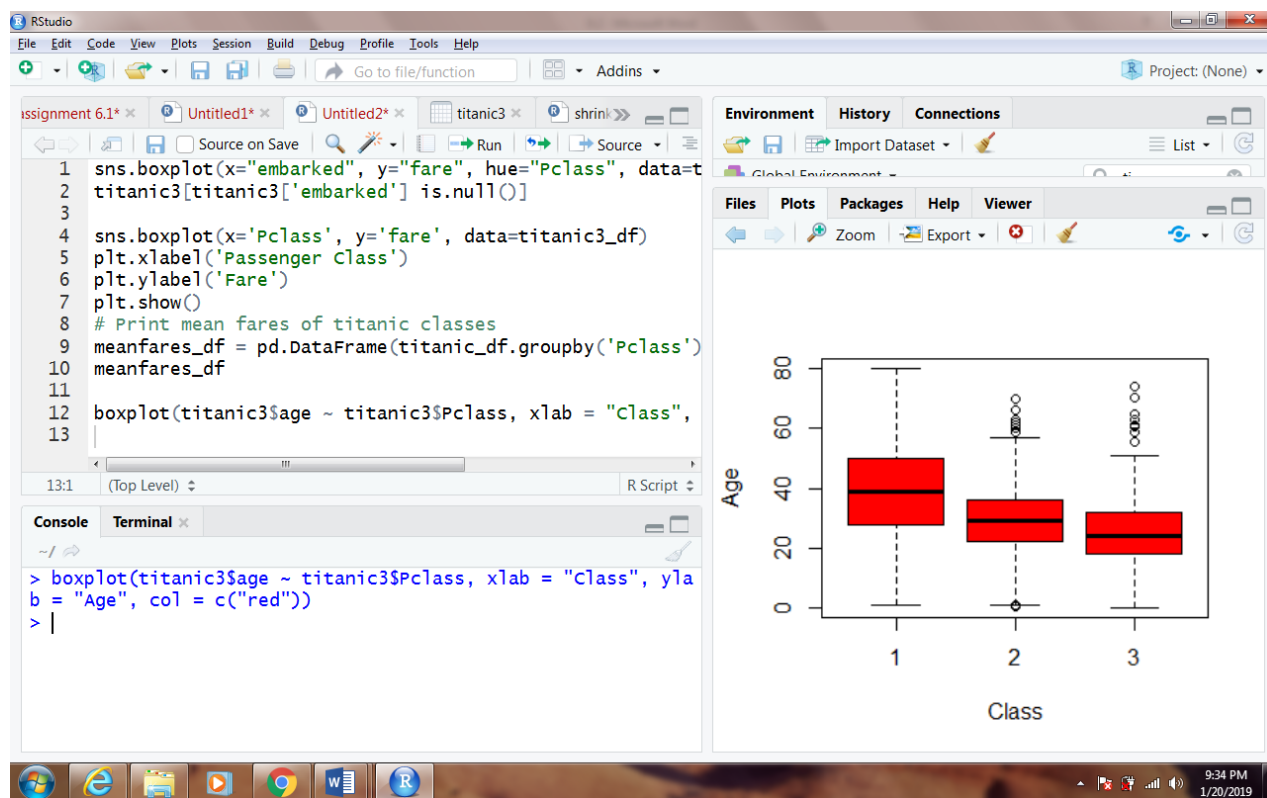 RStudio
File Edit Code View Plots Session Build Debug Profile Tools Help
Go to file/function
Addins
Project: (None)
assignment 6.1*
Untitled1*
Untitled2*
titanic3
shrink
Source on Save
Run
Source
1 sns.boxplot(x="embarked", y="fare", hue="Pclass", data=t
2 titanic3[titanic3['embarked'] is.null()]
3
4 sns.boxplot(x='Pclass', y='fare', data=titanic3_df)
5 plt.xlabel('Passenger Class')
6 plt.ylabel('Fare')
7 plt.show()
8 # Print mean fares of titanic classes
9 meanfares_df = pd.DataFrame(titanic_df.groupby('Pclass')
10 meanfares_df
11
12 boxplot(titanic3$age ~ titanic3$Pclass, xlab = "Class",
13
13:1 (Top Level) R Script
Console Terminal
~/
> boxplot(titanic3$age ~ titanic3$Pclass, xlab = "Class", yla
b = "Age", col = c("red"))
>
Environment History Connections
Import Dataset List
Global Environment ti
Files Plots Packages Help Viewer
Zoom Export
80
60
40
20
0
Age
1 2 3
Class
9:34 PM
1/20/2019